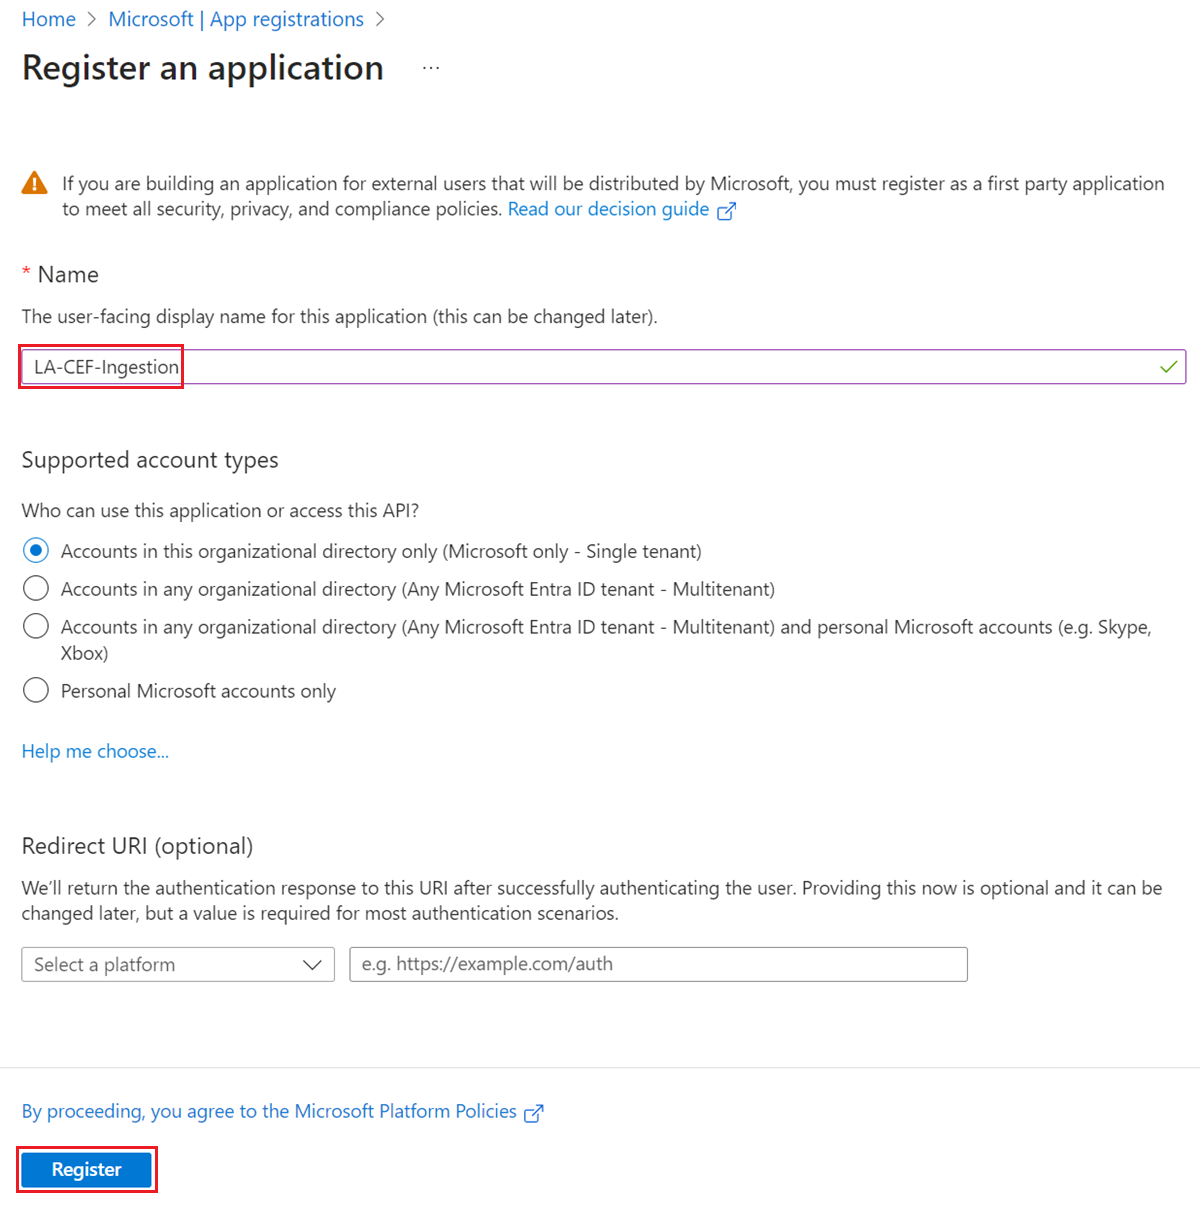 Home > Microsoft | App registrations >
Register an application ...
If you are building an application for external users that will be distributed by Microsoft, you must register as a first party application
to meet all security, privacy, and compliance policies. Read our decision guide
* Name
The user-facing display name for this application (this can be changed later).
LA-CEF-Ingestion
Supported account types
Who can use this application or access this API?
Accounts in this organizational directory only (Microsoft only - Single tenant)
Accounts in any organizational directory (Any Microsoft Entra ID tenant - Multitenant)
Accounts in any organizational directory (Any Microsoft Entra ID tenant - Multitenant) and personal Microsoft accounts (e.g. Skype,
Xbox)
Personal Microsoft accounts only
Help me choose...
Redirect URI (optional)
We'll return the authentication response to this URI after successfully authenticating the user. Providing this now is optional and it can be
changed later, but a value is required for most authentication scenarios.
Select a platform e.g. https://example.com/auth
By proceeding, you agree to the Microsoft Platform Policies
Register